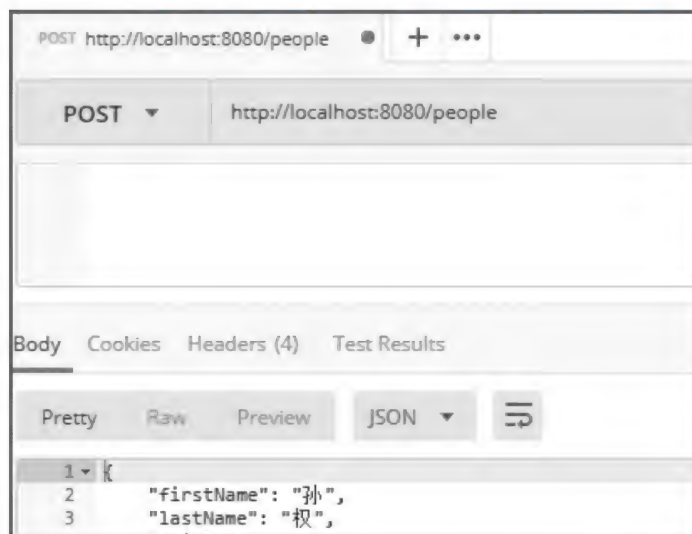 POST http://localhost:8080/people
POST http://localhost:8080/people
Body Cookies Headers (4) Test Results
Pretty Raw Preview JSON
1 {
2 "firstName": "孙",
3 "lastName": "权",